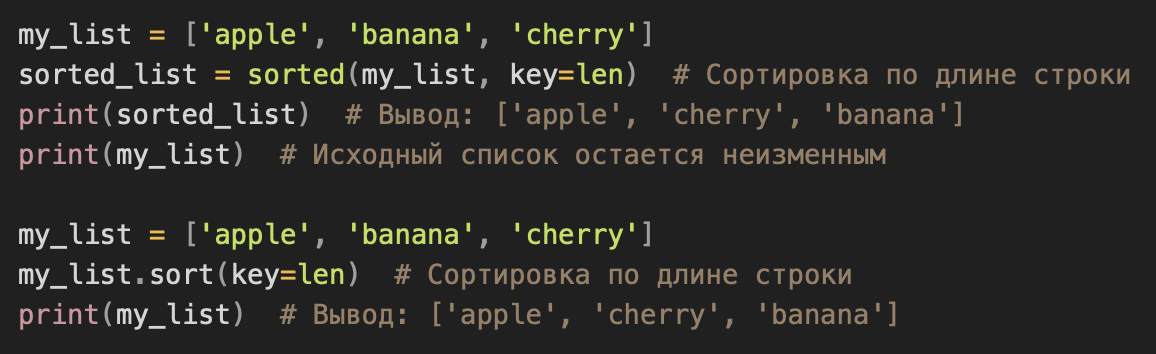 my_list = ['apple', 'banana', 'cherry']
sorted_list = sorted(my_list, key=len)  # Сортировка по длине строки
print(sorted_list)  # Вывод: ['apple', 'cherry', 'banana']
print(my_list)  # Исходный список остается неизменным

my_list = ['apple', 'banana', 'cherry']
my_list.sort(key=len)  # Сортировка по длине строки
print(my_list)  # Вывод: ['apple', 'cherry', 'banana']